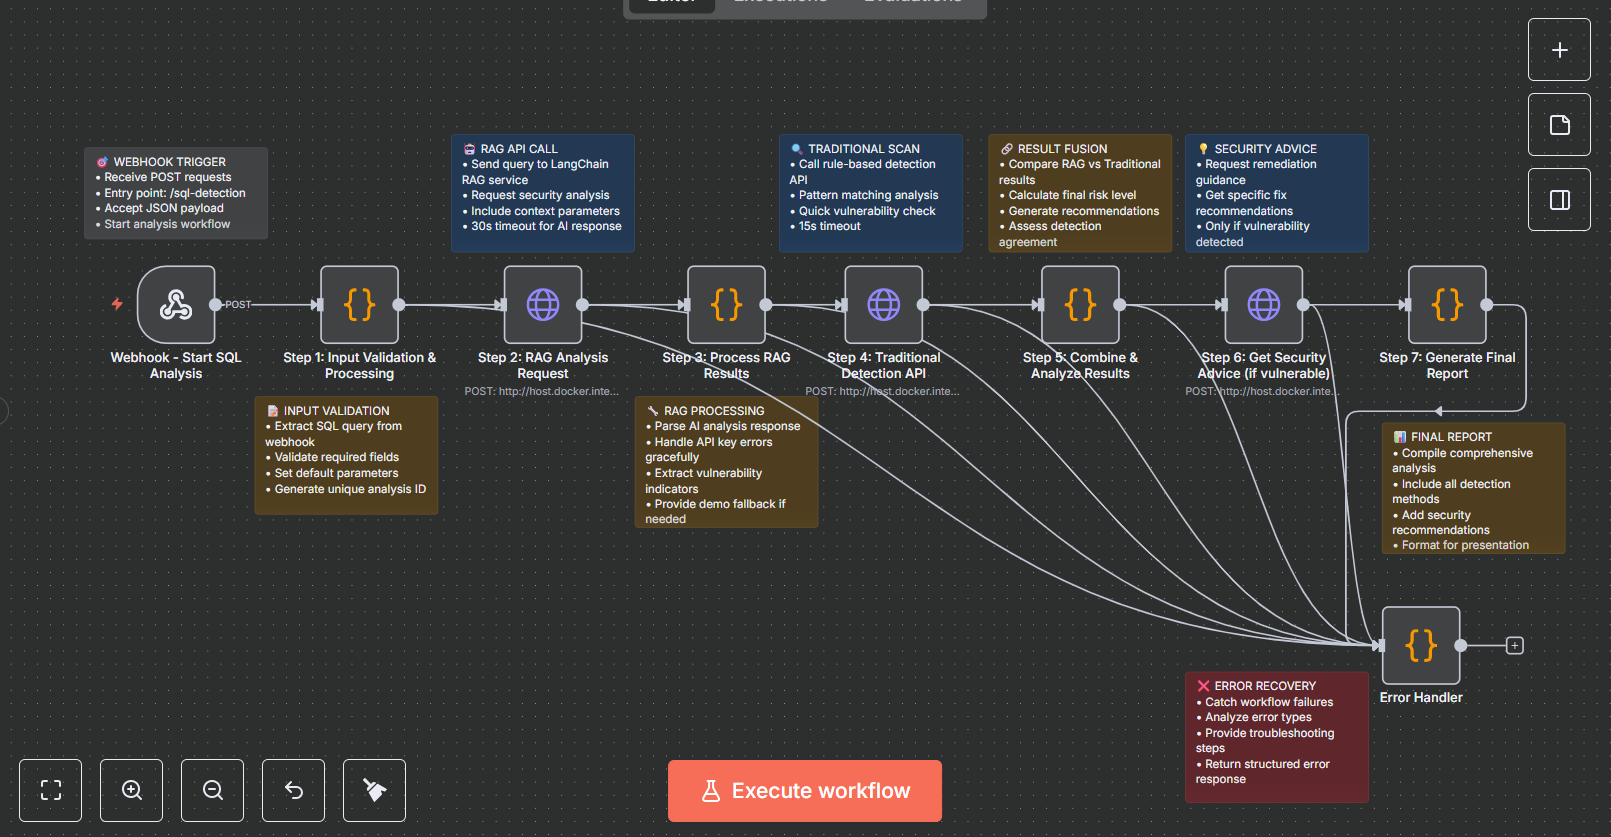 Editor
Executions
Evaluations
🎯 WEBHOOK TRIGGER
• Receive POST requests
• Entry point: /sql-detection
• Accept JSON payload
• Start analysis workflow
RAG API CALL
• Send query to LangChain
RAG service
• Request security analysis
• Include context parameters
• 30s timeout for AI response
🔍 TRADITIONAL SCAN
• Call rule-based detection
API
• Pattern matching analysis
• Quick vulnerability check
• 15s timeout
🔗 RESULT FUSION
• Compare RAG vs Traditional
results
• Calculate final risk level
• Generate recommendations
• Assess detection
agreement
💡 SECURITY ADVICE
• Request remediation
guidance
• Get specific fix
recommendations
• Only if vulnerability
detected
POST
Webhook - Start SQL
Analysis
Step 1: Input Validation &
Processing
Step 2: RAG Analysis
Request
POST: http://host.docker.inte...
Step 3: Process RAG
Results
Step 4: Traditional
Detection API
POST: http://host.docker.inte...
Step 5: Combine &
Analyze Results
Step 6: Get Security
Advice (if vulnerable)
POST: http://host.docker.inte...
Step 7: Generate Final
Report
📝 INPUT VALIDATION
• Extract SQL query from
webhook
• Validate required fields
• Set default parameters
• Generate unique analysis ID
🔧 RAG PROCESSING
• Parse AI analysis response
• Handle API key errors
gracefully
• Extract vulnerability
indicators
• Provide demo fallback if
needed
📊 FINAL REPORT
• Compile comprehensive
analysis
• Include all detection
methods
• Add security
recommendations
• Format for presentation
Error Handler
❌ ERROR RECOVERY
• Catch workflow failures
• Analyze error types
• Provide troubleshooting
steps
• Return structured error
response
Execute workflow